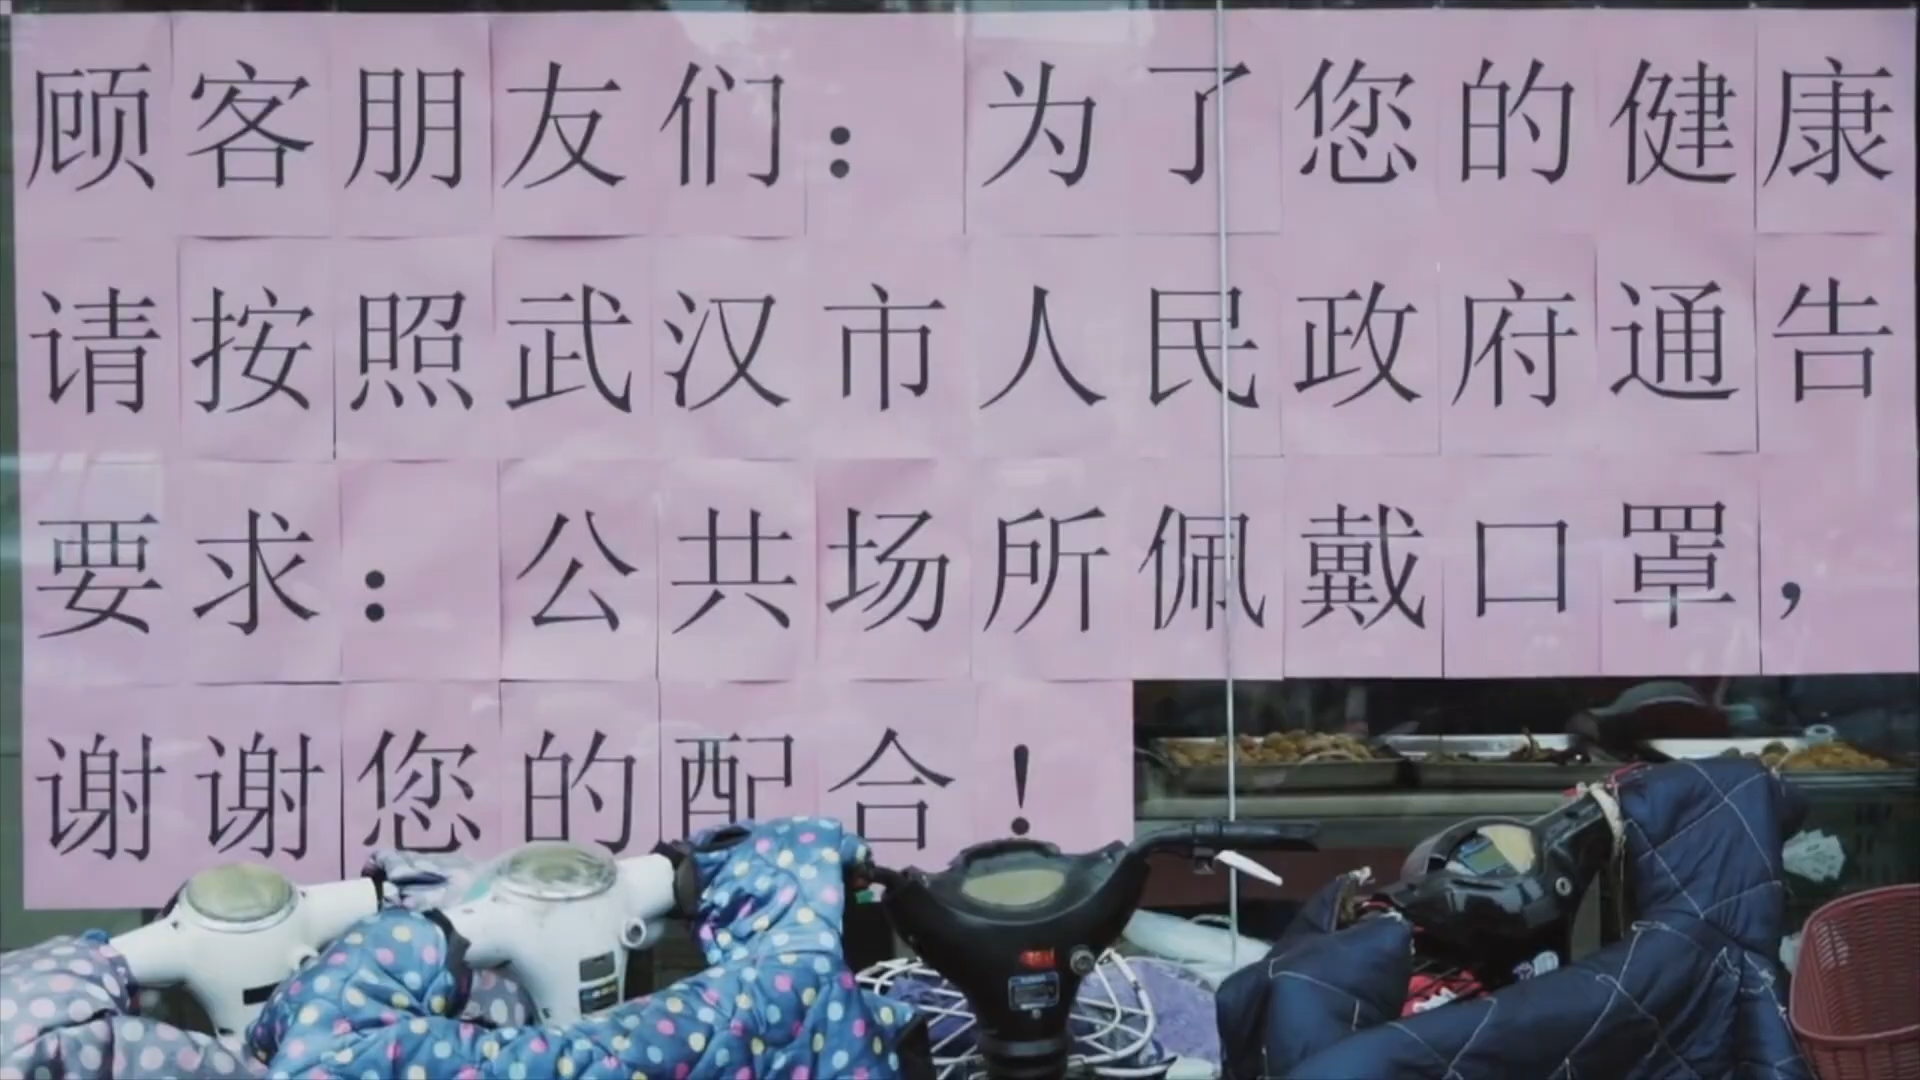 顾客朋友们：为了您的健康
请按照武汉市人民政府通告
要求：公共场所佩戴口罩，
谢谢您的配合！